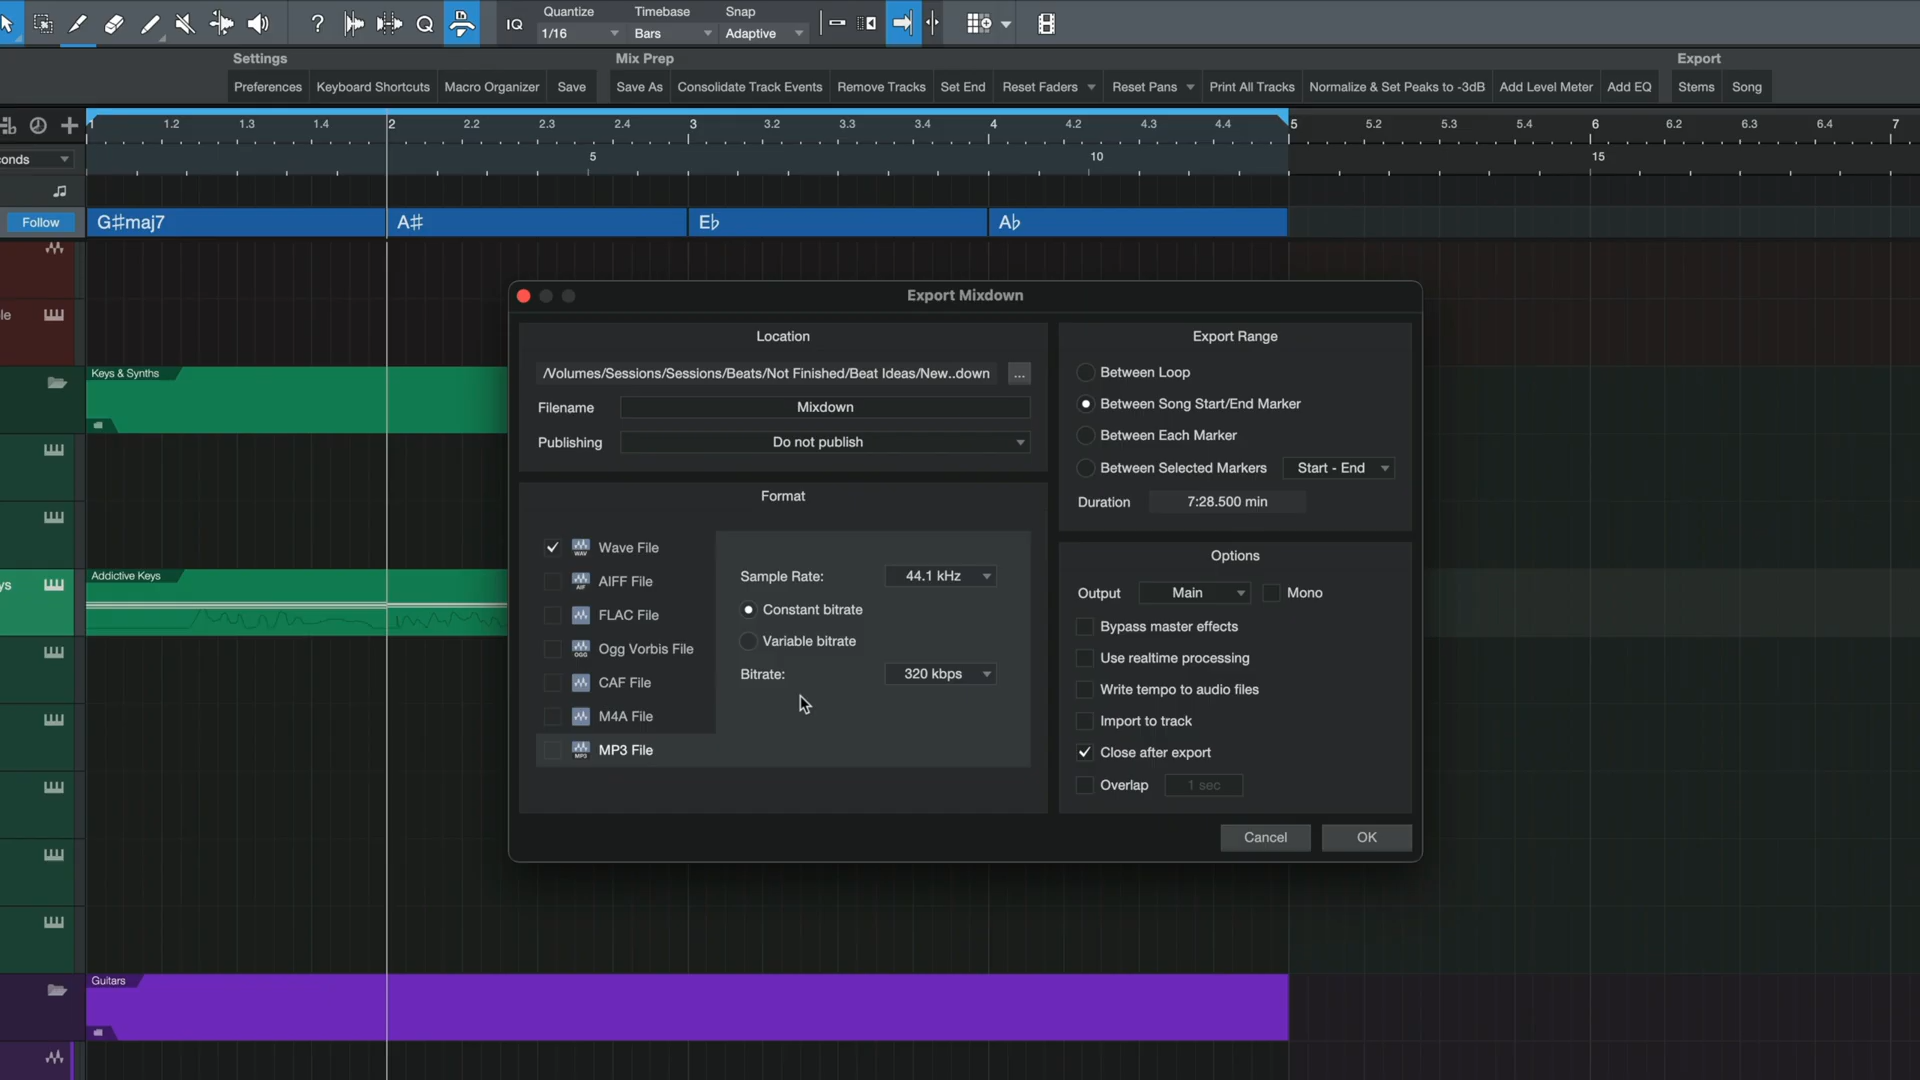 Quantize Timebase Snap
IQ 1/16 Bars Adaptive
Settings Mix Prep Export
Preferences Keyboard Shortcuts Macro Organizer Save Save As Consolidate Track Events Remove Tracks Set End Reset Faders Reset Pans Print All Tracks Normalize & Set Peaks to -3dB Add Level Meter Add EQ Stems Song
1 1.2 1.3 1.4 2 2.2 2.3 2.4 3 3.2 3.3 3.4 4 4.2 4.3 4.4 5 5.2 5.3 5.4 6 6.2 6.3 6.4 7
onds 5 10 15
Follow G♯maj7 A♯ E♭ A♭
Export Mixdown
Location
/Volumes/Sessions/Sessions/Beats/Not Finished/Beat Ideas/New..down ...
Filename Mixdown
Publishing Do not publish
Format
Wave File
AIFF File
FLAC File
Ogg Vorbis File
CAF File
M4A File
MP3 File
Sample Rate: 44.1 kHz
Constant bitrate
Variable bitrate
Bitrate: 320 kbps
Export Range
Between Loop
Between Song Start/End Marker
Between Each Marker
Between Selected Markers Start - End
Duration 7:28.500 min
Options
Output Main Mono
Bypass master effects
Use realtime processing
Write tempo to audio files
Import to track
Close after export
Overlap 1 sec
Cancel OK
le
Keys & Synths
ys Addictive Keys
Guitars